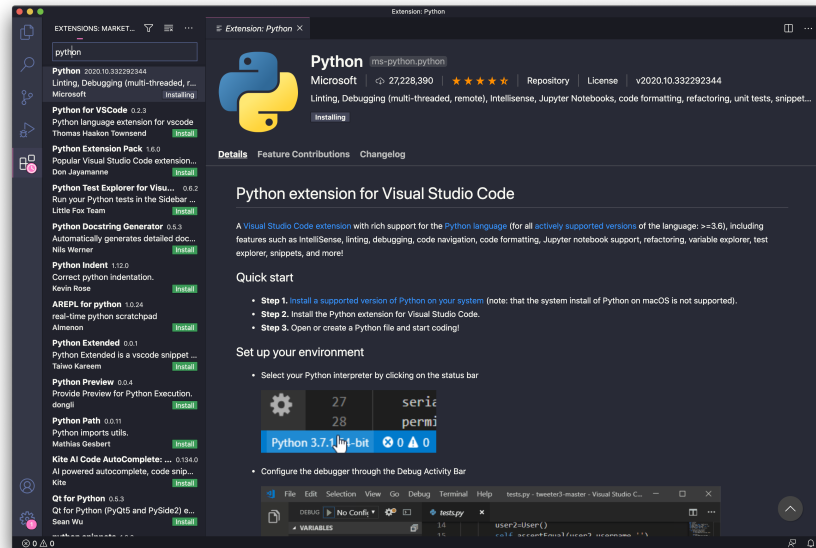 Extension: Python
EXTENSIONS: MARKET...
Extension: Python
python
Python 2020.10.332292344
Linting, Debugging (multi-threaded, r...
Microsoft Installing
Python for VSCode 0.2.3
Python language extension for vscode
Thomas Haakon Townsend Install
Python Extension Pack 1.6.0
Popular Visual Studio Code extension...
Don Jayamanne Install
Python Test Explorer for Visu... 0.6.2
Run your Python tests in the Sidebar ...
Little Fox Team Install
Python Docstring Generator 0.5.3
Automatically generates detailed doc...
Nils Werner Install
Python Indent 1.12.0
Correct python indentation.
Kevin Rose Install
AREPL for python 1.0.24
real-time python scratchpad
Almenon Install
Python Extended 0.0.1
Python Extended is a vscode snippet ...
Taiwo Kareem Install
Python Preview 0.0.4
Provide Preview for Python Execution.
dongli Install
Python Path 0.0.11
Python imports utils.
Mathias Gesbert Install
Kite AI Code AutoComplete: ... 0.134.0
AI powered autocomplete, code snip...
Kite Install
Qt for Python 0.5.3
Qt for Python (PyQt5 and PySide2) e...
Sean Wu Install
Python ms-python.python
Microsoft 27,228,390 Repository License v2020.10.332292344
Linting, Debugging (multi-threaded, remote), Intellisense, Jupyter Notebooks, code formatting, refactoring, unit tests, snippet...
Installing
Details Feature Contributions Changelog
Python extension for Visual Studio Code
A Visual Studio Code extension with rich support for the Python language (for all actively supported versions of the language: >=3.6), including
features such as IntelliSense, linting, debugging, code navigation, code formatting, Jupyter notebook support, refactoring, variable explorer, test
explorer, snippets, and more!
Quick start
• Step 1. Install a supported version of Python on your system (note: that the system install of Python on macOS is not supported).
• Step 2. Install the Python extension for Visual Studio Code.
• Step 3. Open or create a Python file and start coding!
Set up your environment
• Select your Python interpreter by clicking on the status bar
27 seria
28 permi
Python 3.7.1 4-bit 0 0
• Configure the debugger through the Debug Activity Bar
File Edit Selection View Go Debug Terminal Help tests.py - tweeter3-master - Visual Studio C...
DEBUG No Config tests.py
VARIABLES 14 user2=User()
15
1
1
0 0